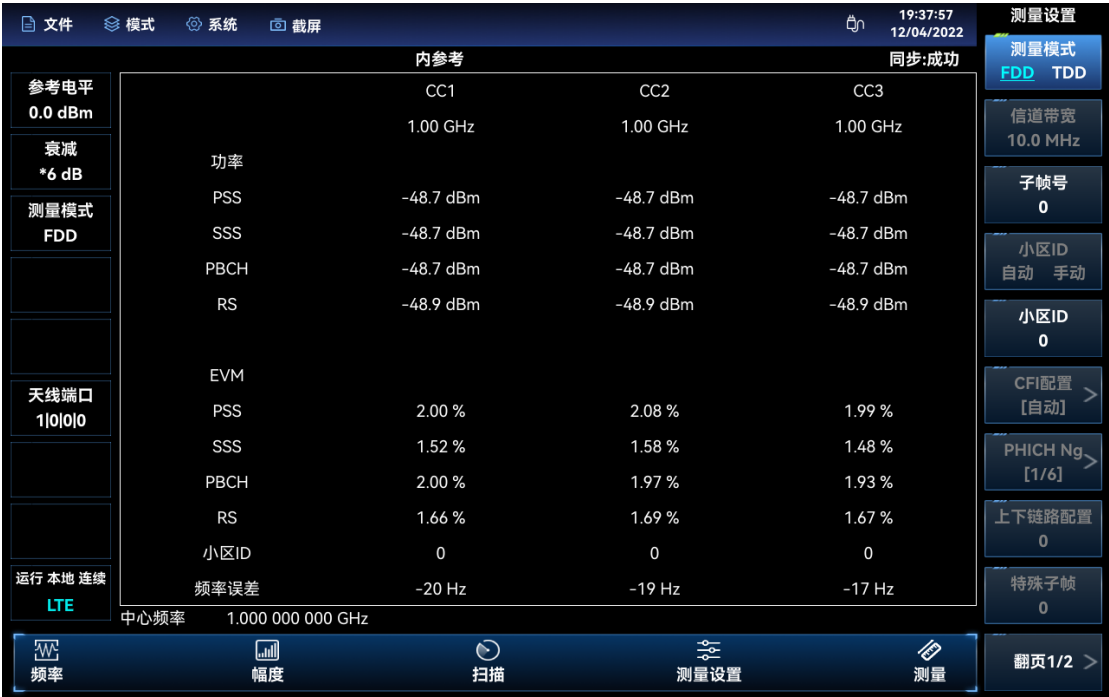 文件 模式 系统 截屏 19:37:57 测量设置
12/04/2022
内参考 同步:成功
测量模式
FDD TDD
参考电平
0.0 dBm
CC1 CC2 CC3
信道带宽
10.0 MHz
1.00 GHz 1.00 GHz 1.00 GHz
衰减
*6 dB
功率
子帧号
0
测量模式
FDD
PSS -48.7 dBm -48.7 dBm -48.7 dBm
SSS -48.7 dBm -48.7 dBm -48.7 dBm
小区ID
自动 手动
PBCH -48.7 dBm -48.7 dBm -48.7 dBm
RS -48.9 dBm -48.9 dBm -48.9 dBm
小区ID
0
EVM
CFI配置 >
[自动]
天线端口
1|0|0|0
PSS 2.00 % 2.08 % 1.99 %
SSS 1.52 % 1.58 % 1.48 %
PHICH Ng >
[1/6]
PBCH 2.00 % 1.97 % 1.93 %
RS 1.66 % 1.69 % 1.67 %
上下链路配置
0
小区ID 0 0 0
运行 本地 连续
LTE
频率误差 -20 Hz -19 Hz -17 Hz
特殊子帧
0
中心频率 1.000 000 000 GHz
频率 幅度 扫描 测量设置 测量
翻页1/2 >